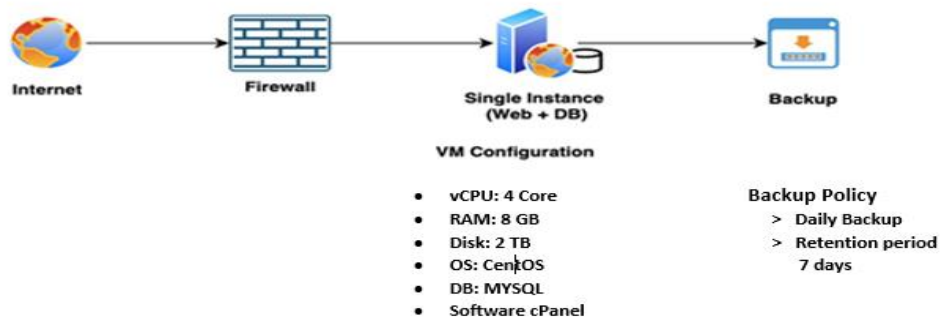 Internet
Firewall
Single Instance
(Web + DB)
Backup
VM Configuration
• vCPU: 4 Core
• RAM: 8 GB
• Disk: 2 TB
• OS: CentOS
• DB: MYSQL
• Software cPanel
Backup Policy
> Daily Backup
> Retention period
7 days